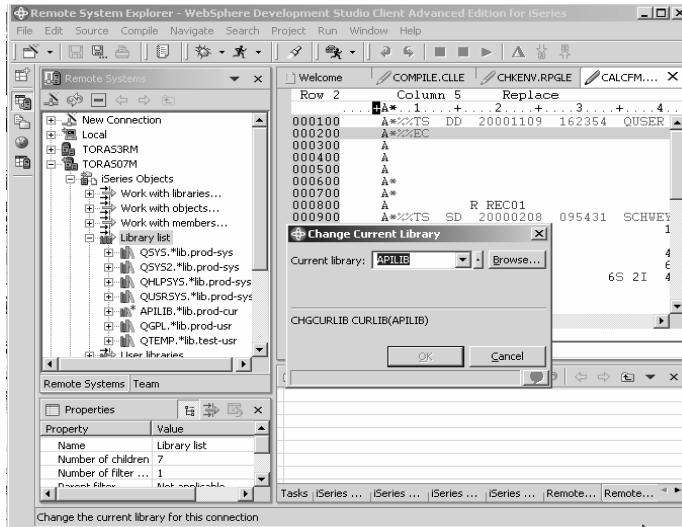 Remote System Explorer - WebSphere Development Studio Client Advanced Edition for iSeries
File Edit Source Compile Navigate Search Project Run Window Help
Remote Systems
New Connection
Local
TORAS3RM
TORAS07M
iSeries Objects
Work with libraries...
Work with objects...
Work with members...
Library list
QSYS.*lib.prod-sys
QSYS2.*lib.prod-sys
QHLPSYS.*lib.prod-sys
QUSRSYS.*lib.prod-sys
APILIB.*lib.prod-cur
QGPL.*lib.prod-usr
QTEMP.*lib.test-usr
User libraries
Remote Systems Team
Properties
Property Value
Name Library list
Number of children 7
Number of filter ... 1
Parent filter Not applicable
Welcome COMPILE.CLLE CHKENV.RPGLE CALCFM....
Row 2 Column 5 Replace
....+A*..1....+....2....+....3....+....4..
000100 A*%%TS DD 20001109 162354 QUSER
000200 A*%%EC
000300 A
000400 A
000500 A
000600 A*
000700 A*
000800 A R REC01
000900 A*%%TS SD 20000208 095431 SCHWEY
1
4
6
6S 2I 4
Change Current Library
Current library: APILIB Browse...
CHGCURLIB CURLIB(APILIB)
OK Cancel
Tasks iSeries ... iSeries ... iSeries ... iSeries ... Remote... Remote...
Change the current library for this connection